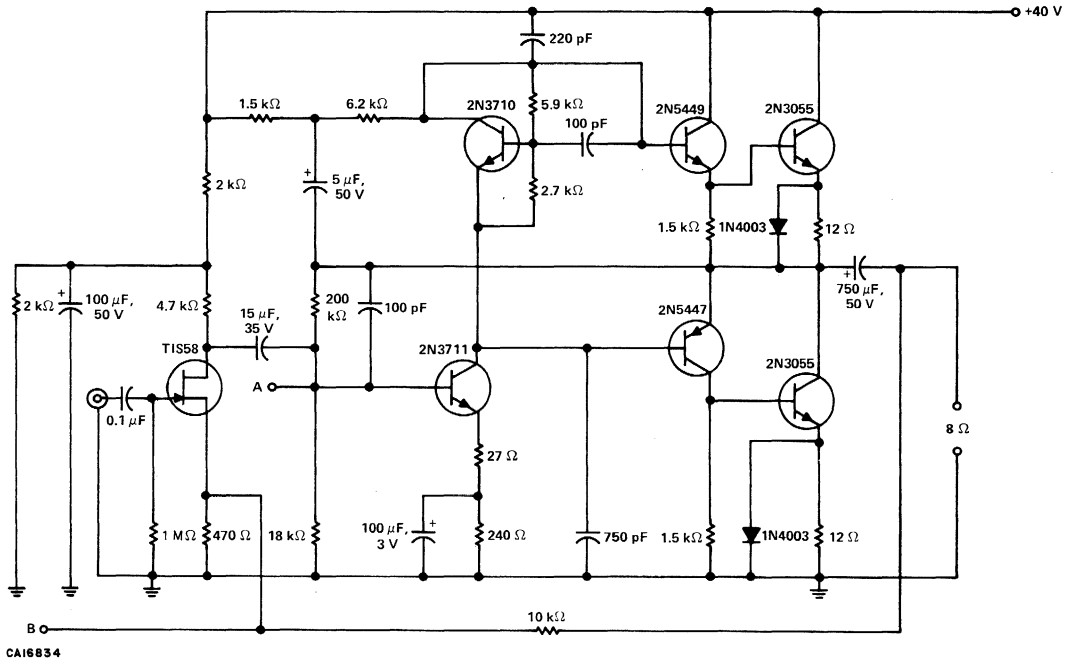 +40 V
220 pF
1.5 kΩ
6.2 kΩ
2N3710
5.9 kΩ
100 pF
2N5449
2N3055
2 kΩ
+
5 μF,
50 V
2.7 kΩ
1.5 kΩ
1N4003
12 Ω
2 kΩ
+
100 μF,
50 V
4.7 kΩ
15 μF,
35 V
200
kΩ
100 pF
+
750 μF,
50 V
2N5447
TIS58
A
2N3711
2N3055
0.1 μF
8 Ω
27 Ω
1 MΩ
470 Ω
18 kΩ
100 μF,
3 V
+
240 Ω
750 pF
1.5 kΩ
1N4003
12 Ω
10 kΩ
B
CA16834